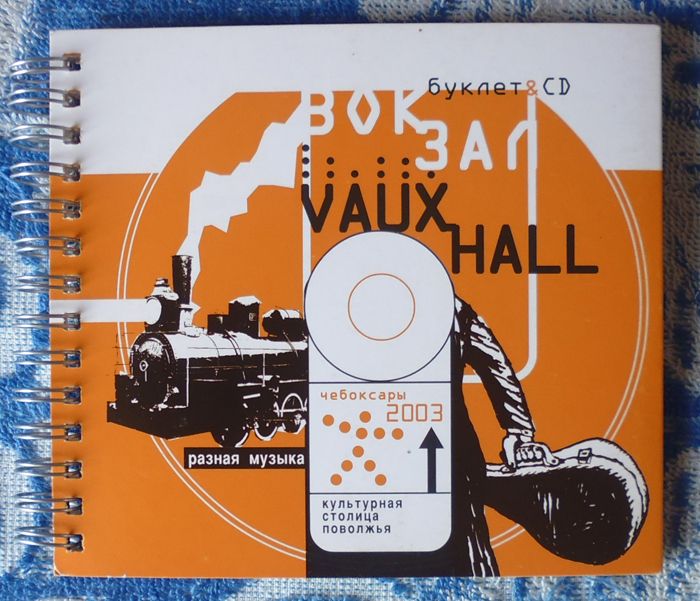 буклет&CD
ВОК
ЗАЛ
VAUX
HALL
чебоксары
2003
разная музыка
культурная
столица
поволжья